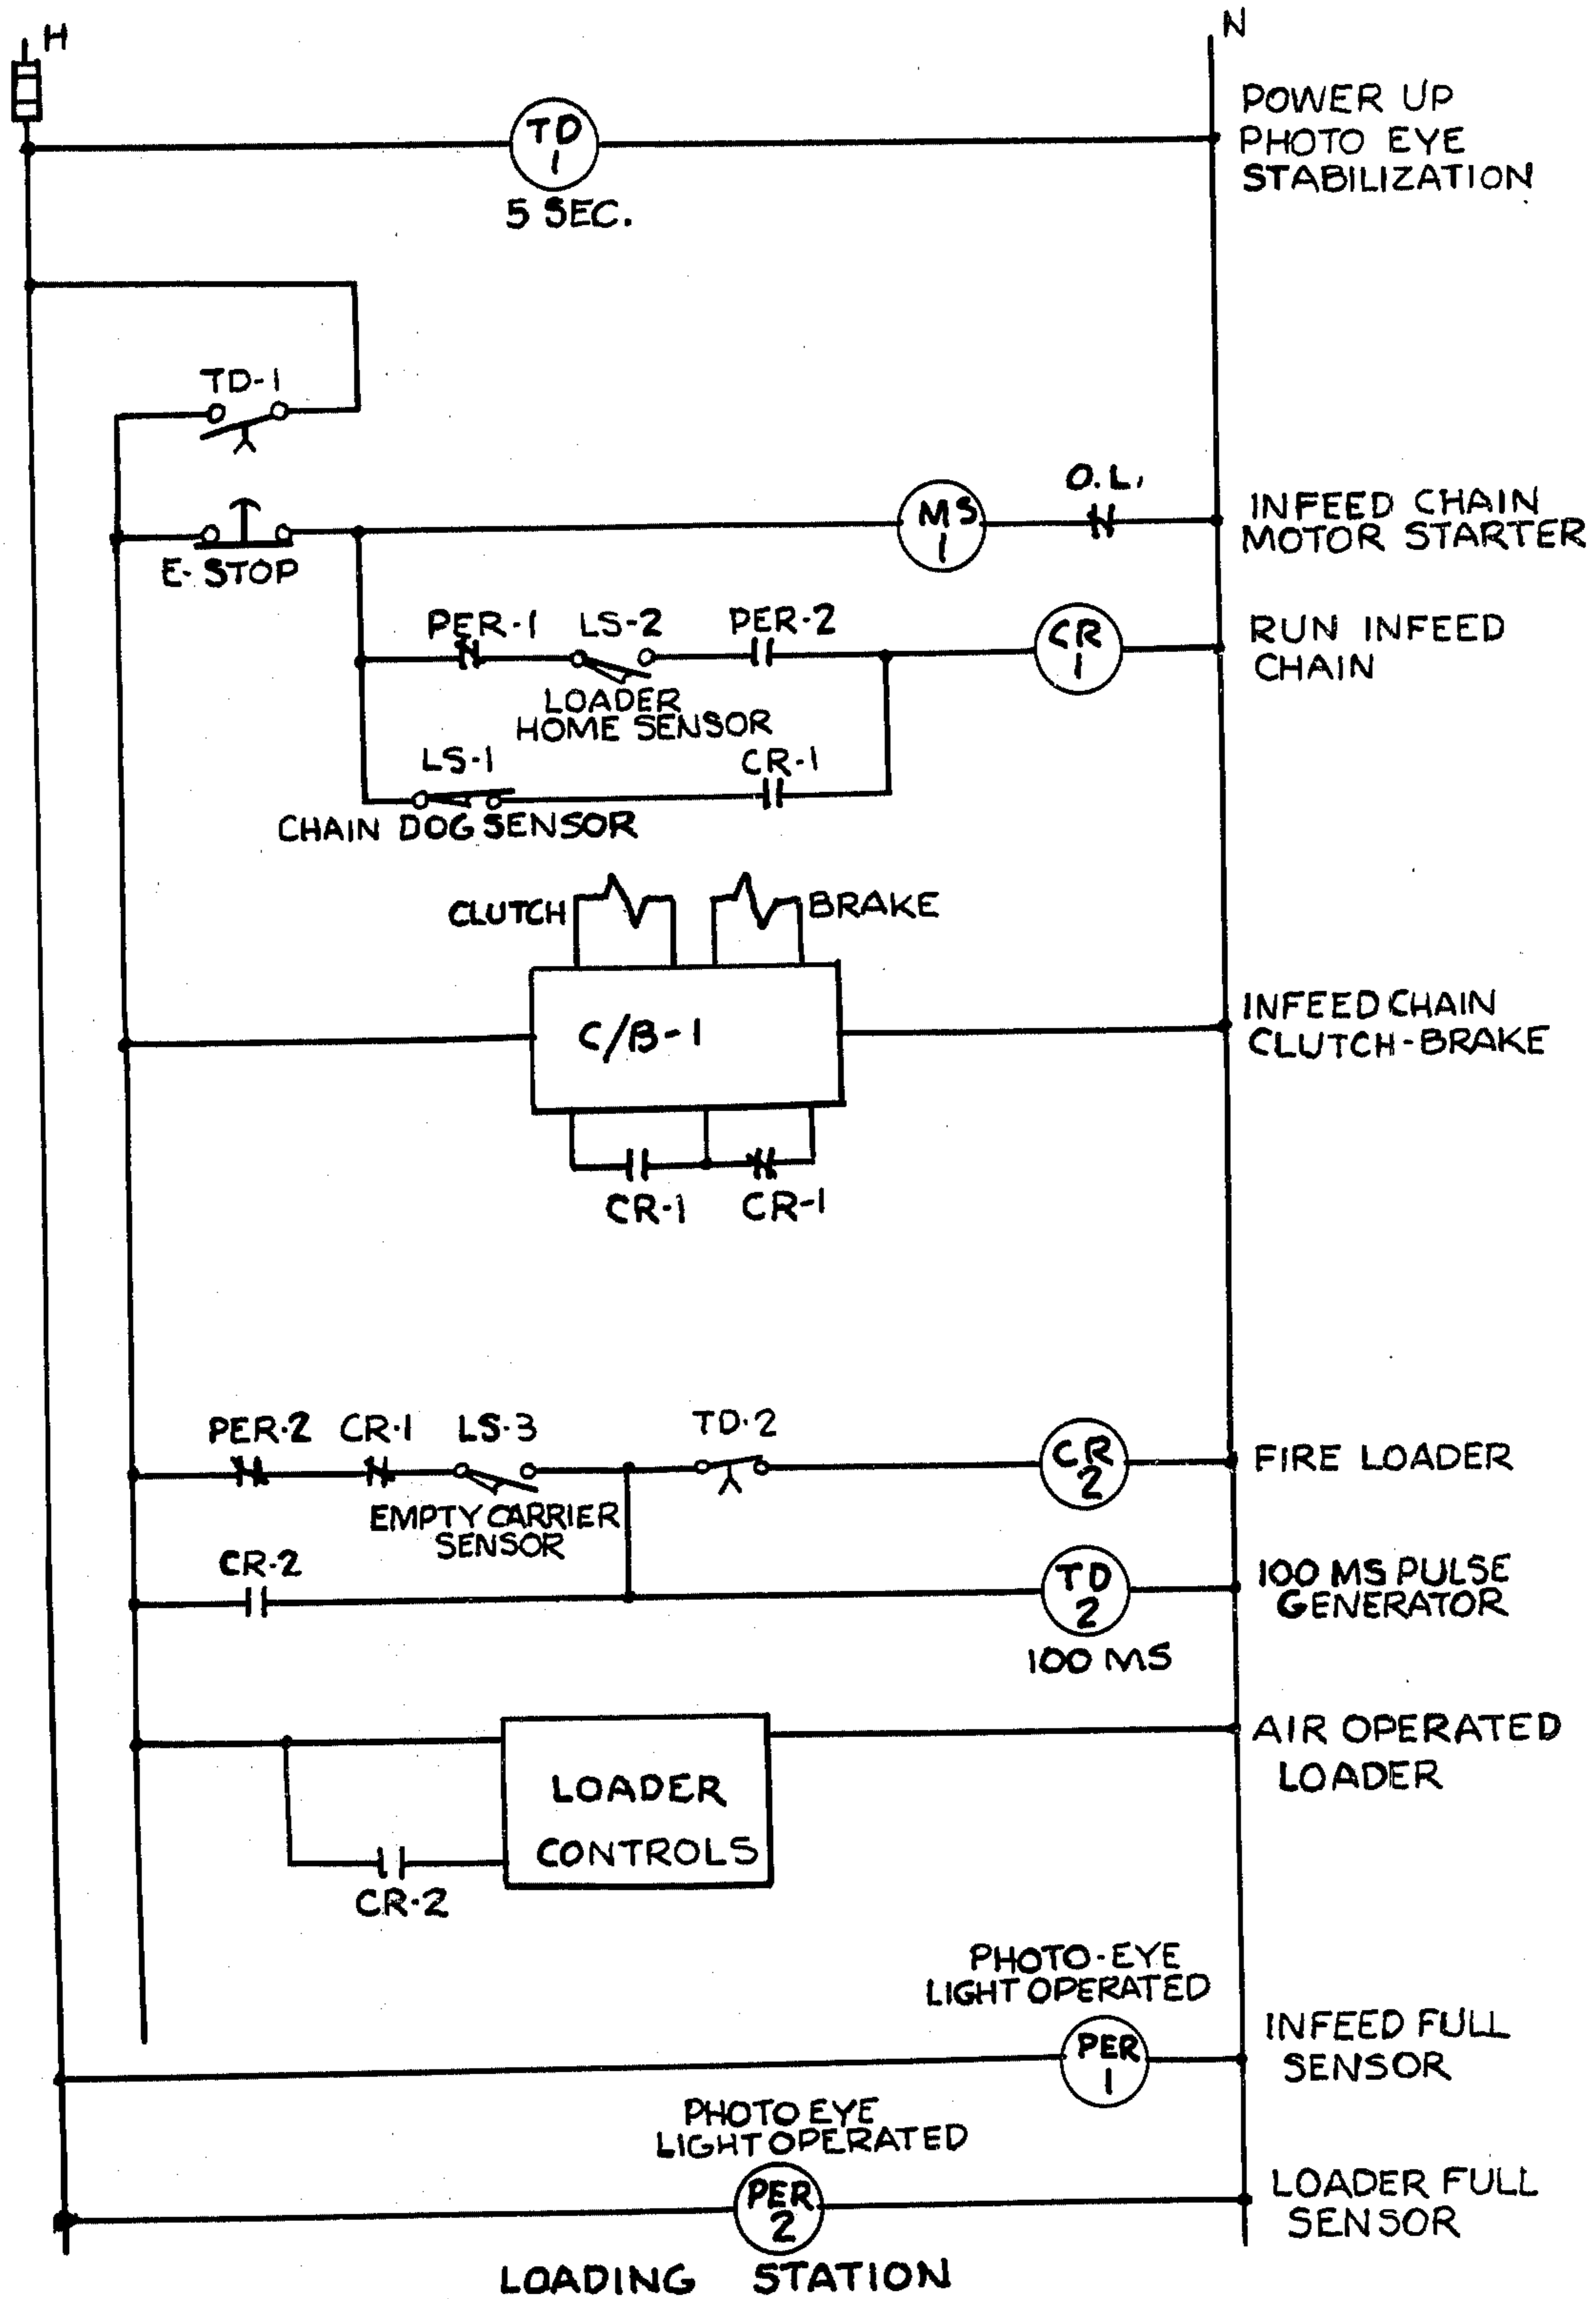 H
N
TD
1
5 SEC.
POWER UP
PHOTO EYE
STABILIZATION
TD-1
E-STOP
MS
1
O.L.
INFEED CHAIN
MOTOR STARTER
PER-1
LS-2
PER-2
LOADER
HOME SENSOR
CR
1
RUN INFEED
CHAIN
LS-1
CR-1
CHAIN DOG SENSOR
CLUTCH
BRAKE
C/B-1
INFEED CHAIN
CLUTCH-BRAKE
CR-1
CR-1
PER-2
CR-1
LS-3
TD-2
EMPTY CARRIER
SENSOR
CR
2
FIRE LOADER
CR-2
TD
2
100 MS
100 MS PULSE
GENERATOR
LOADER
CONTROLS
AIR OPERATED
LOADER
CR-2
PHOTO-EYE
LIGHT OPERATED
PER
1
INFEED FULL
SENSOR
PHOTO EYE
LIGHT OPERATED
PER
2
LOADER FULL
SENSOR
LOADING STATION